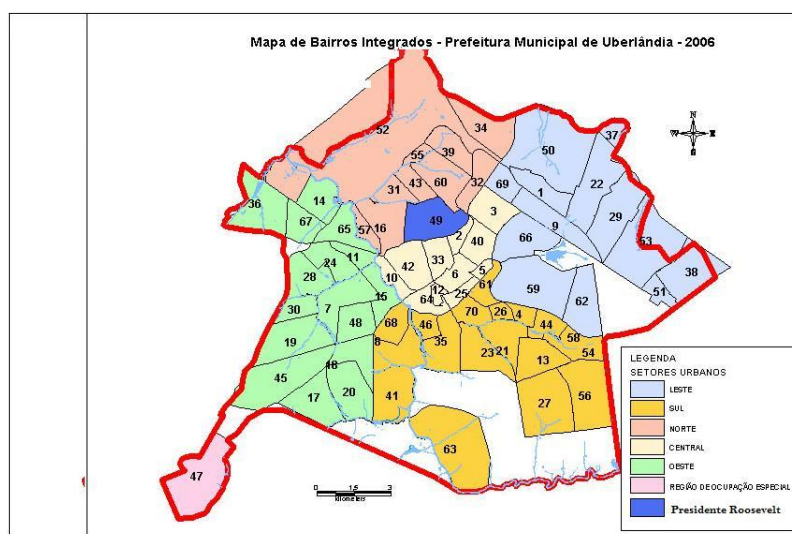 Mapa de Bairros Integrados - Prefeitura Municipal de Uberlândia - 2006
N
W E
S
52
34
37
50
39
55
31 43 60 32 69 1 22
36 14
67 65 57 16 49 3 29
2 9 53
40 66
24 11
28 10 42 33 6 5 38
61 59 62 51
15 12 25
64
30 7 48 68 46 70 26 4 44
8 35 58
19 23 21 13 54
18
45 17 20 41 27 56
63
47
0 1,5 3
kilometers
LEGENDA
SETORES URBANOS
LESTE
SUL
NORTE
CENTRAL
OESTE
REGIÃO DE OCUPAÇÃO ESPECIAL
Presidente Roosevelt